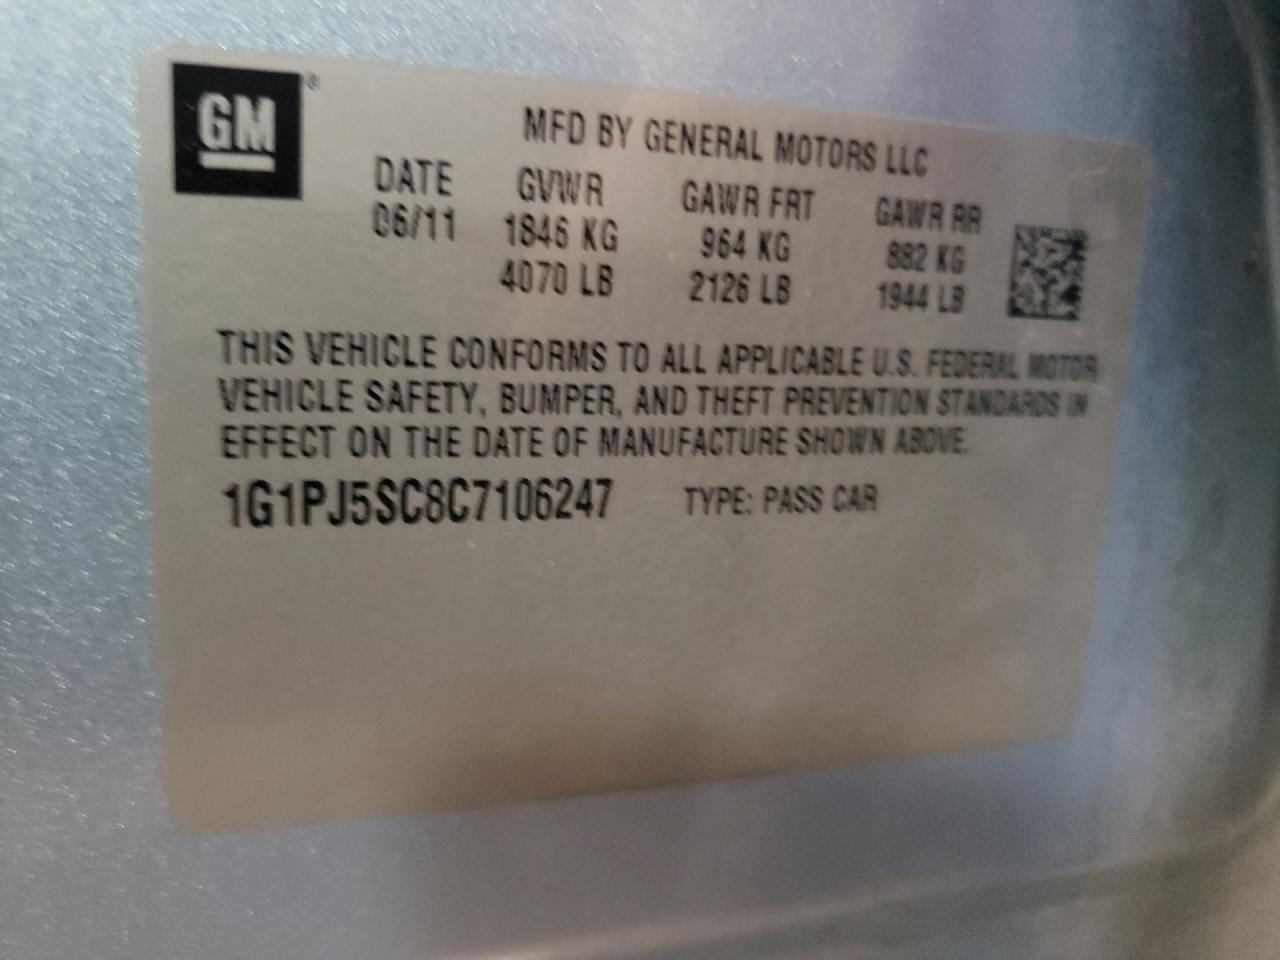 GM ®
MFD BY GENERAL MOTORS LLC
DATE GVWR GAWR FRT GAWR RR
06/11 1846 KG 964 KG 882 KG
4070 LB 2126 LB 1944 LB
THIS VEHICLE CONFORMS TO ALL APPLICABLE U.S. FEDERAL MOTOR
VEHICLE SAFETY, BUMPER, AND THEFT PREVENTION STANDARDS IN
EFFECT ON THE DATE OF MANUFACTURE SHOWN ABOVE.
1G1PJ5SC8C7106247 TYPE: PASS CAR